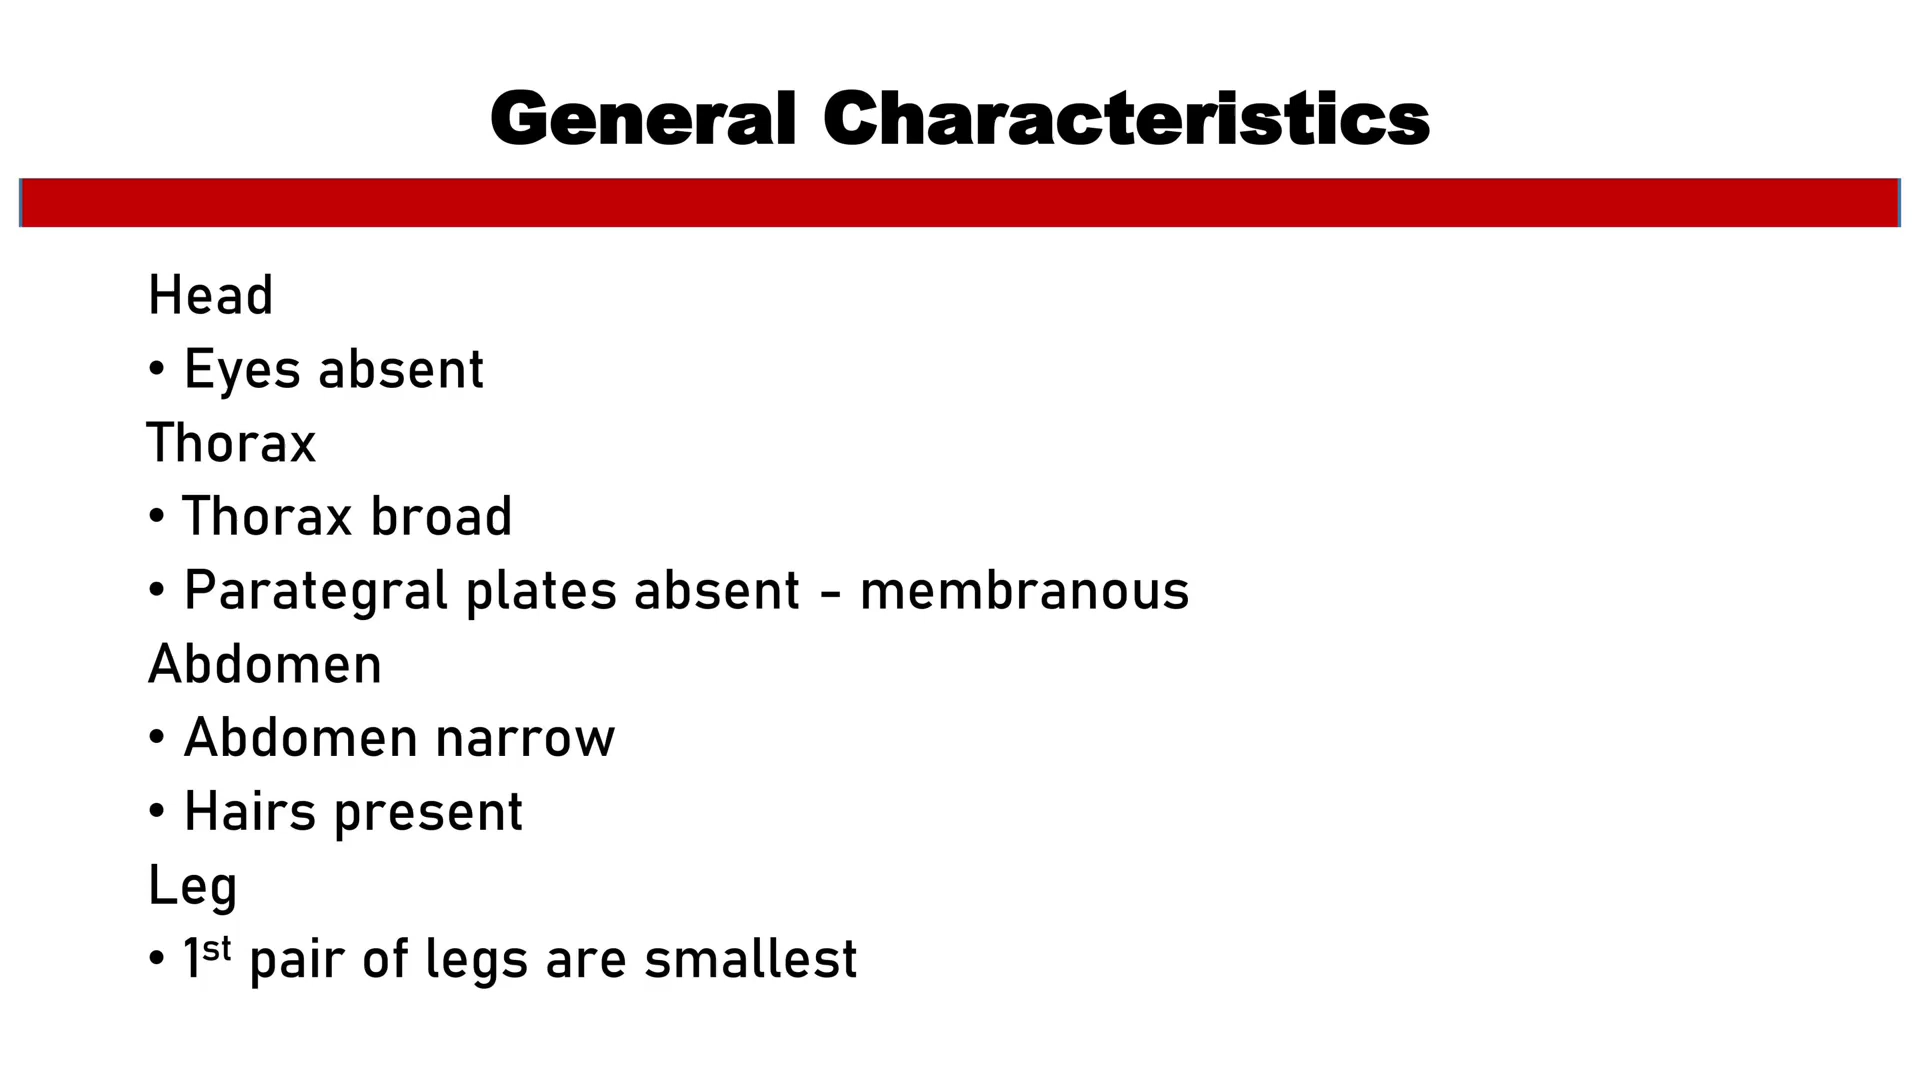 General Characteristics
Head
• Eyes absent
Thorax
• Thorax broad
• Parategral plates absent - membranous
Abdomen
• Abdomen narrow
• Hairs present
Leg
• 1st pair of legs are smallest